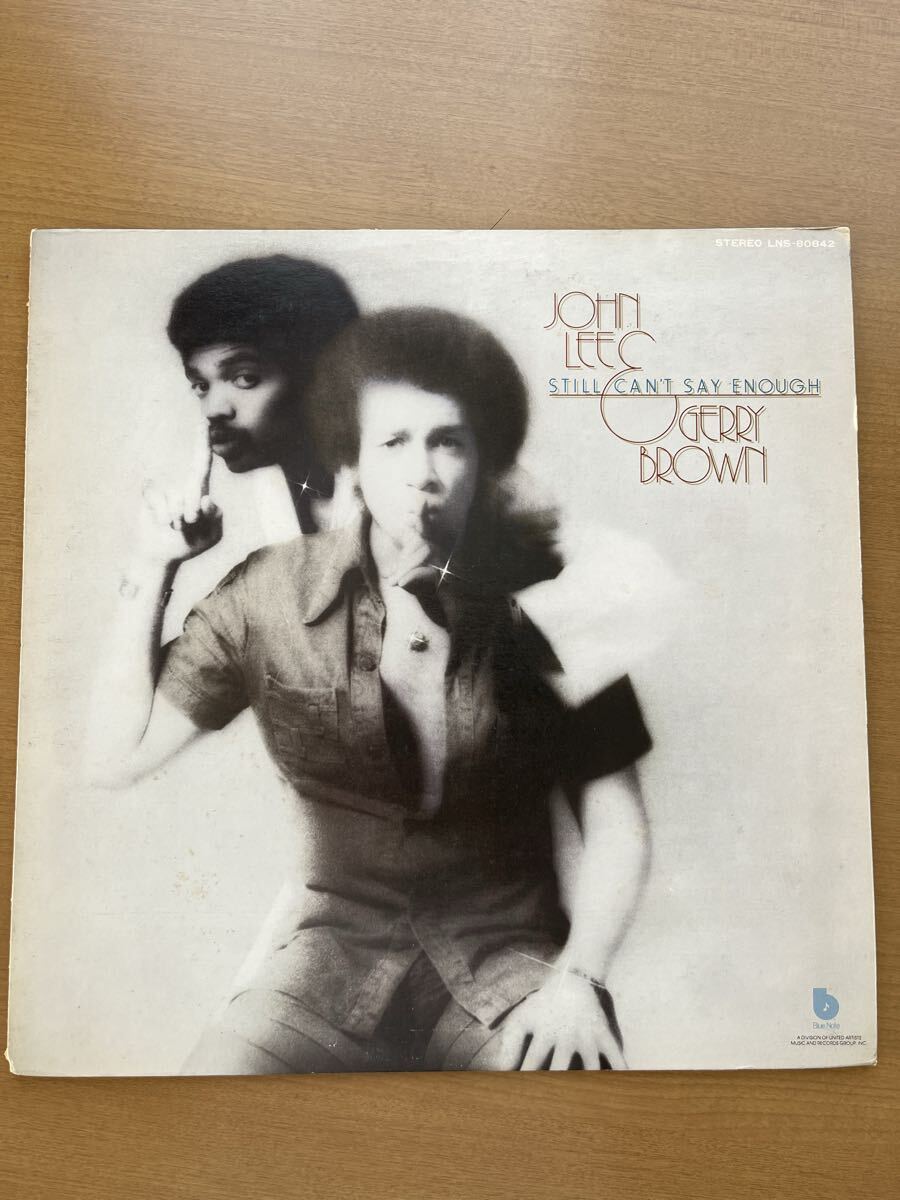 STEREO LNS-80842
JOHN
LEE &
STILL CAN'T SAY ENOUGH
GERRY
BROWN
b
Blue Note
A DIVISION OF UNITED ARTISTS
MUSIC AND RECORDS GROUP, INC.